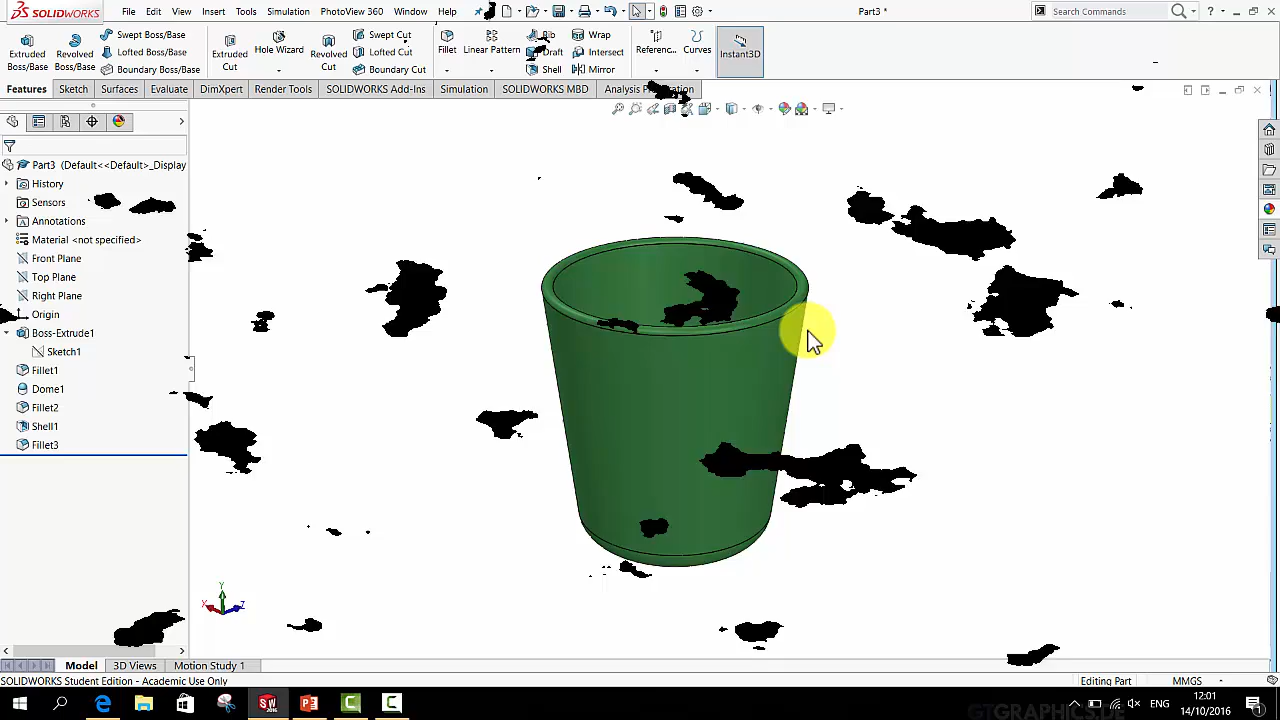 SOLIDWORKS File Edit View Insert Tools Simulation PhotoView 360 Window Help Part3 * Search Commands
Extruded Boss/Base Revolved Boss/Base Swept Boss/Base Lofted Boss/Base Boundary Boss/Base Extruded Cut Hole Wizard Revolved Cut Swept Cut Lofted Cut Boundary Cut Fillet Linear Pattern Draft Shell Wrap Intersect Mirror Referenc... Curves Instant3D
Features Sketch Surfaces Evaluate DimXpert Render Tools SOLIDWORKS Add-Ins Simulation SOLIDWORKS MBD
Part3 (Default<<Default>_Display
History
Sensors
Annotations
Material <not specified>
Front Plane
Top Plane
Right Plane
Origin
Boss-Extrude1
Sketch1
Fillet1
Dome1
Fillet2
Shell1
Fillet3
Y
X Z
Model 3D Views Motion Study 1
SOLIDWORKS Student Edition - Academic Use Only Editing Part MMGS
ENG 12:01
14/10/2016
GTGRAPHICS.DE